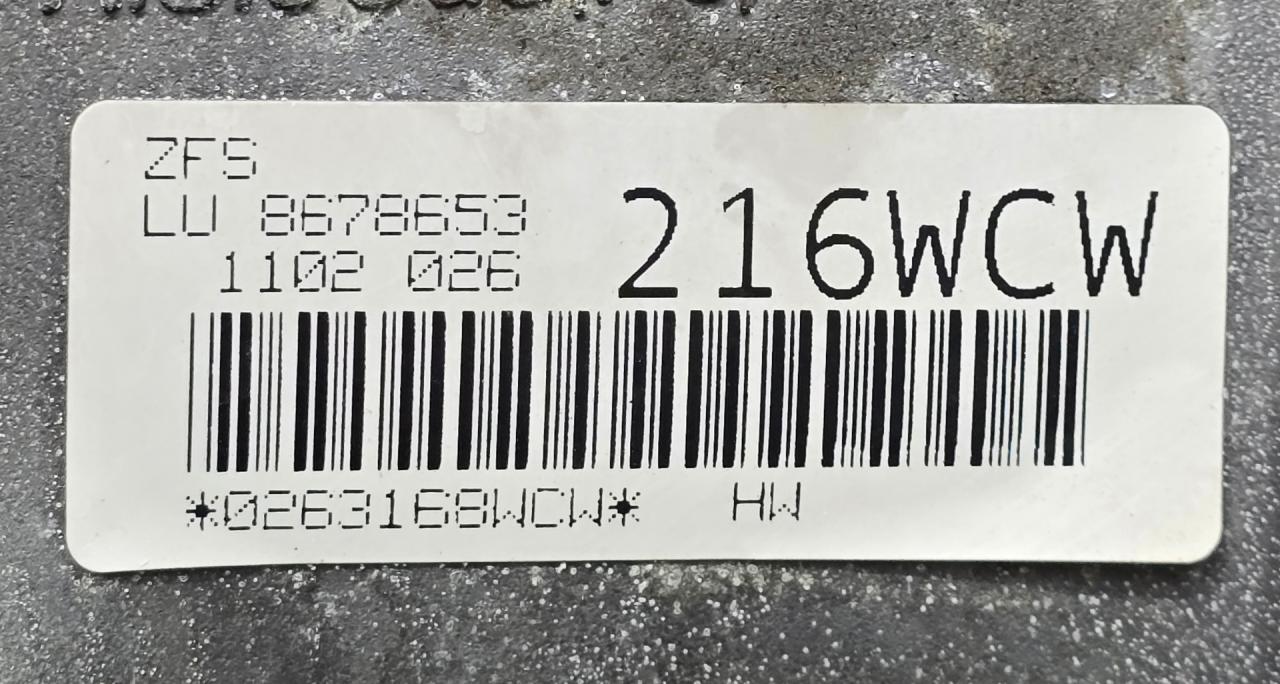 ZFS
LU 8678653
1102 026
216WCW
*0263168WCW* HW